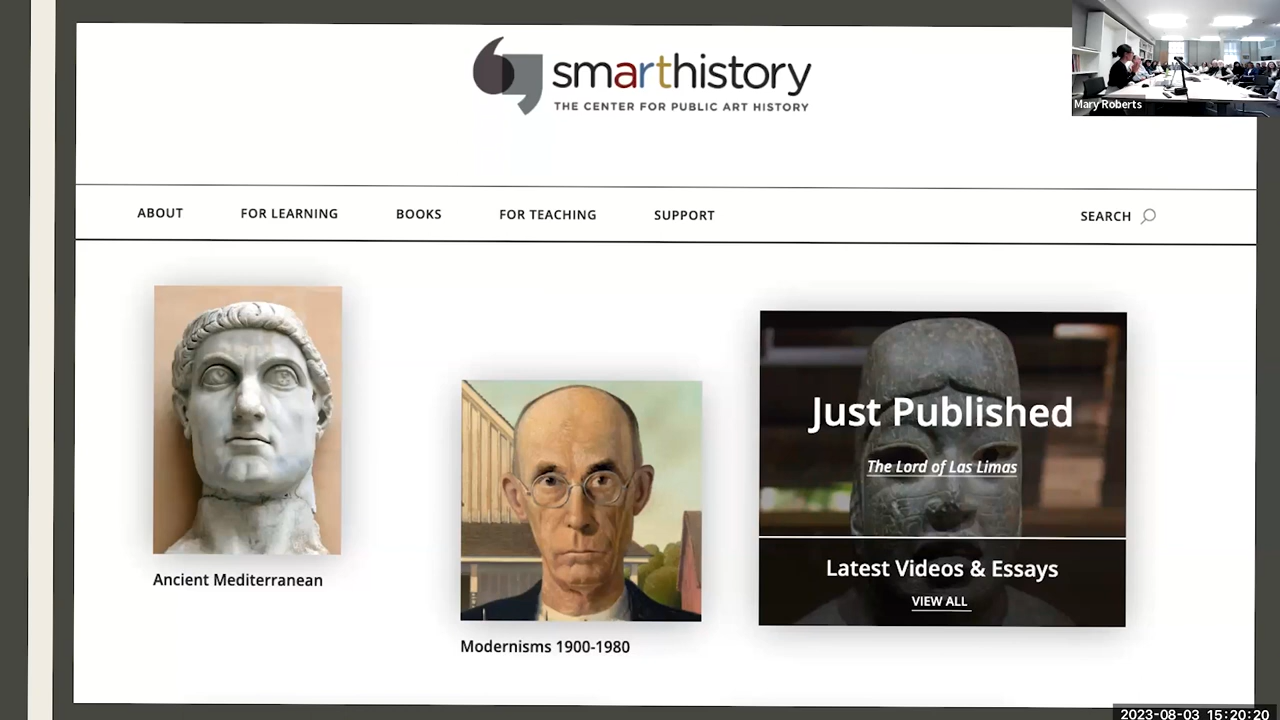 smarthistory
THE CENTER FOR PUBLIC ART HISTORY
Mary Roberts
ABOUT
FOR LEARNING
BOOKS
FOR TEACHING
SUPPORT
SEARCH
Just Published
The Lord of Las Limas
Latest Videos & Essays
VIEW ALL
Ancient Mediterranean
Modernisms 1900-1980
2023-08-03 15:20:20